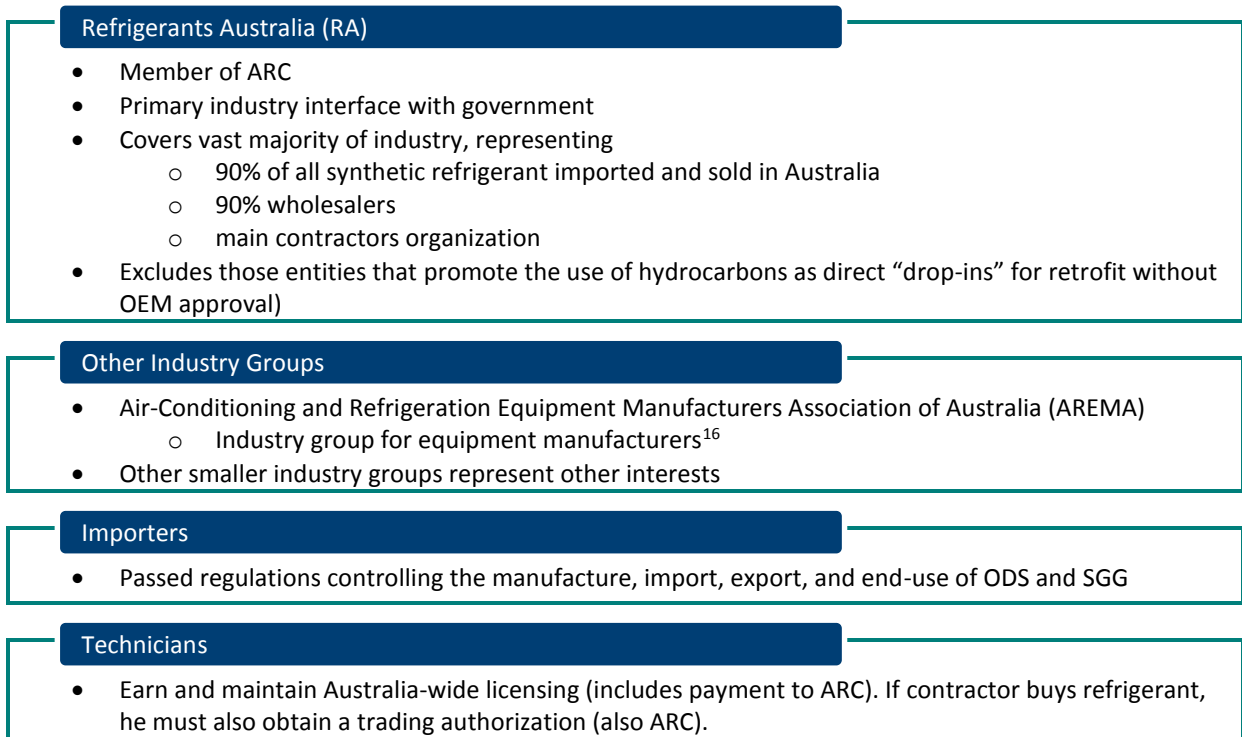 Refrigerants Australia (RA)
• Member of ARC
• Primary industry interface with government
• Covers vast majority of industry, representing
o 90% of all synthetic refrigerant imported and sold in Australia
o 90% wholesalers
o main contractors organization
• Excludes those entities that promote the use of hydrocarbons as direct “drop-ins” for retrofit without
OEM approval)
Other Industry Groups
• Air-Conditioning and Refrigeration Equipment Manufacturers Association of Australia (AREMA)
o Industry group for equipment manufacturers16
• Other smaller industry groups represent other interests
Importers
• Passed regulations controlling the manufacture, import, export, and end-use of ODS and SGG
Technicians
• Earn and maintain Australia-wide licensing (includes payment to ARC). If contractor buys refrigerant,
he must also obtain a trading authorization (also ARC).